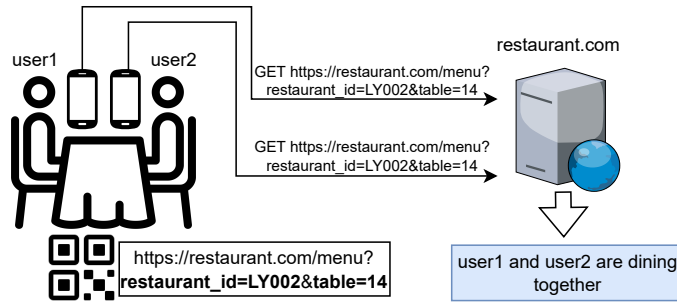 user1
user2
GET https://restaurant.com/menu?
restaurant_id=LY002&table=14
GET https://restaurant.com/menu?
restaurant_id=LY002&table=14
restaurant.com
https://restaurant.com/menu?
restaurant_id=LY002&table=14
user1 and user2 are dining
together